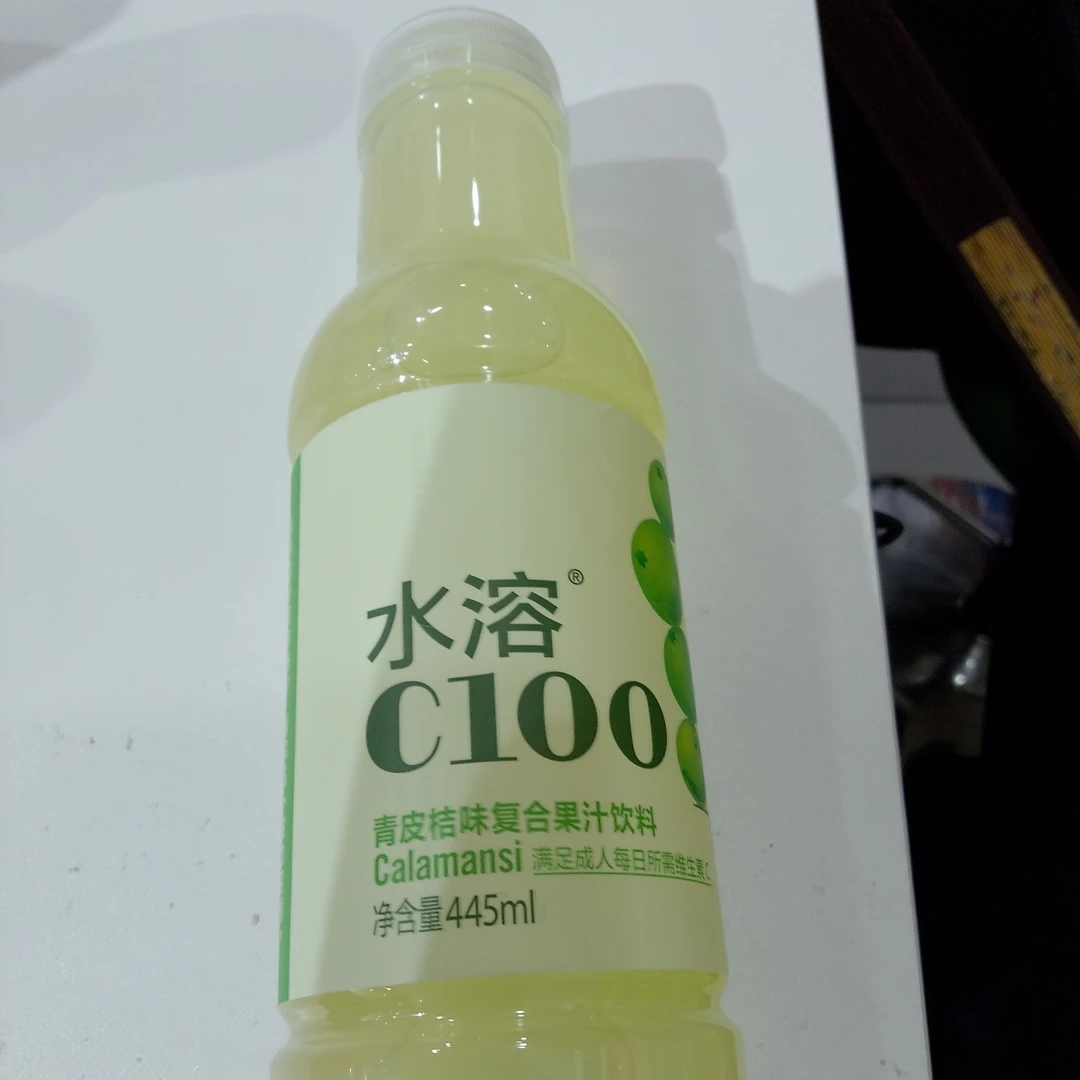 水溶®
C100
青皮桔味复合果汁饮料
Calamansi 满足成人每日所需维生素C
净含量445ml